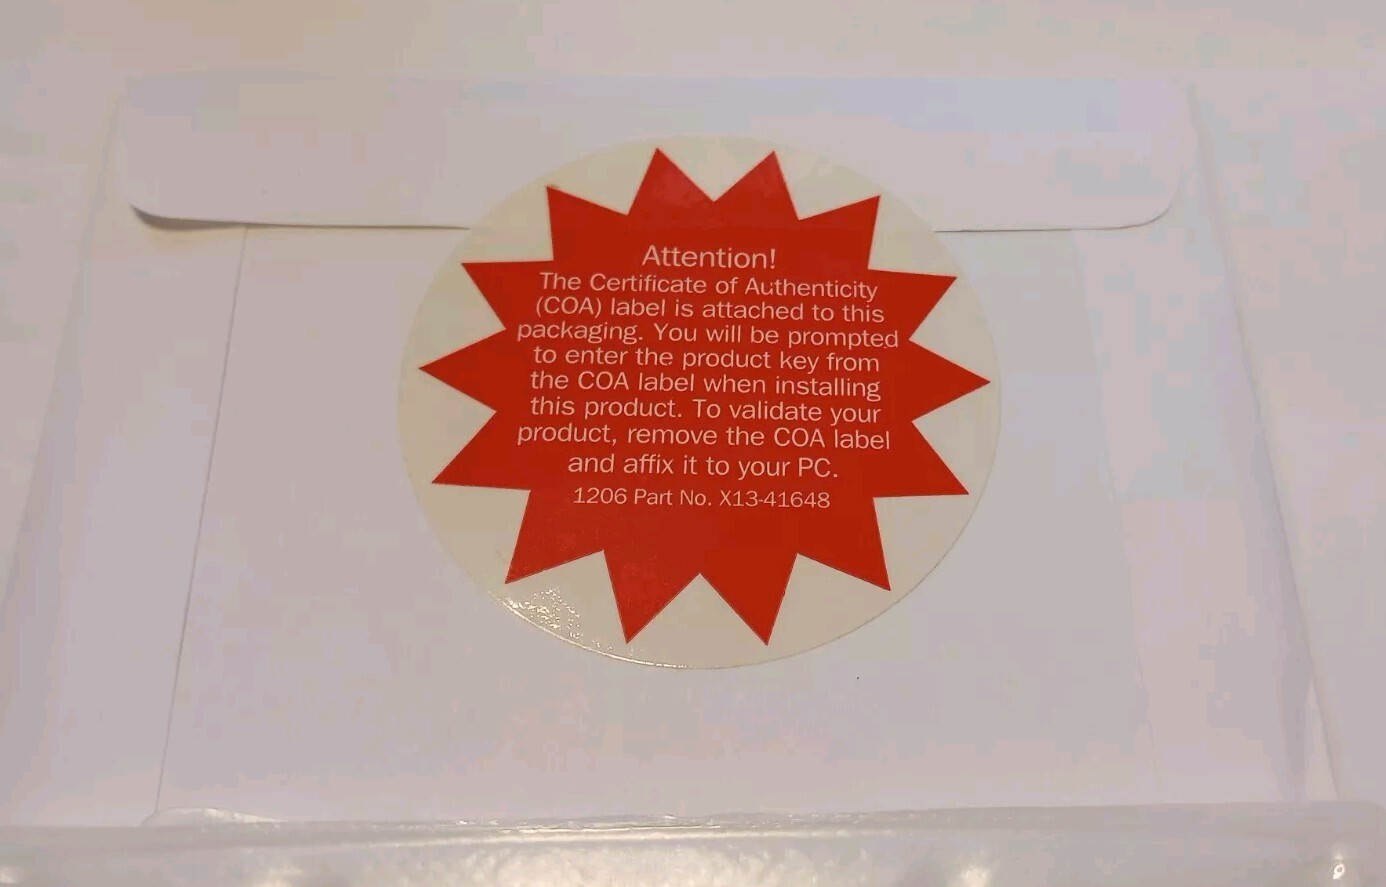 Attention!
The Certificate of Authenticity
(COA) label is attached to this
packaging. You will be prompted
to enter the product key from
the COA label when installing
this product. To validate your
product, remove the COA label
and affix it to your PC.
1206 Part No. X13-41648